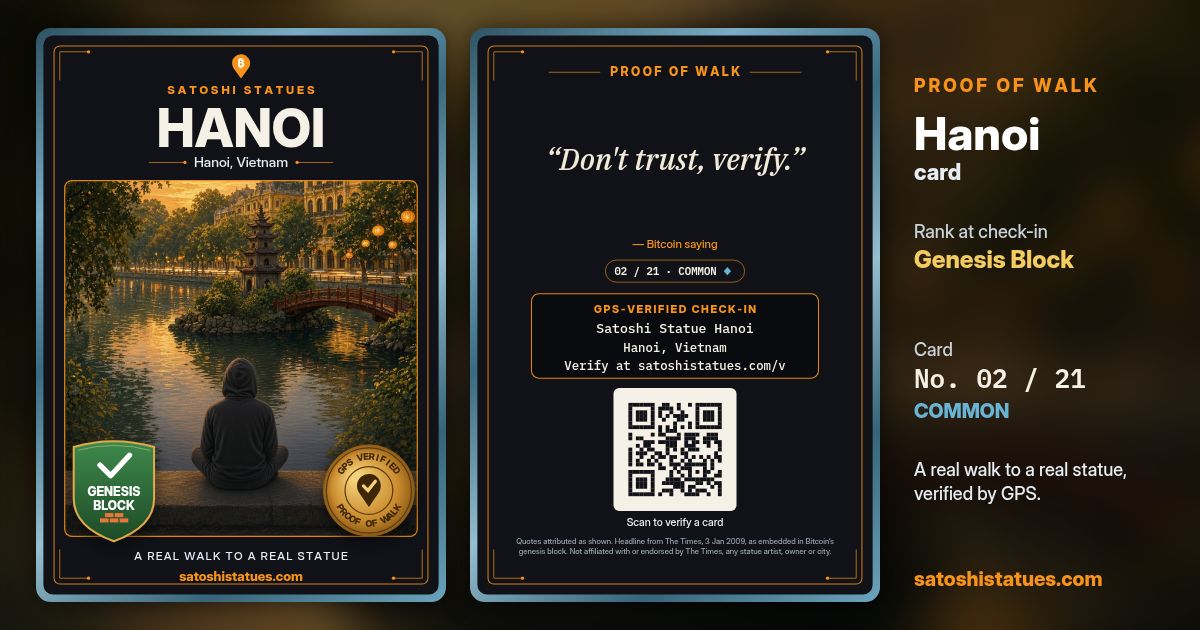 SATOSHI STATUES
HANOI
Hanoi, Vietnam
GENESIS
BLOCK
GPS VERIFIED
PROOF OF WALK
A REAL WALK TO A REAL STATUE
satoshistatues.com
PROOF OF WALK
“Don't trust, verify.”
— Bitcoin saying
02 / 21 · COMMON
GPS-VERIFIED CHECK-IN
Satoshi Statue Hanoi
Hanoi, Vietnam
Verify at satoshistatues.com/v
Scan to verify a card
Quotes attributed as shown. Headline from The Times, 3 Jan 2009, as embedded in Bitcoin's
genesis block. Not affiliated with or endorsed by The Times, any statue artist, owner or city.
PROOF OF WALK
Hanoi
card
Rank at check-in
Genesis Block
Card
No. 02 / 21
COMMON
A real walk to a real statue,
verified by GPS.
satoshistatues.com